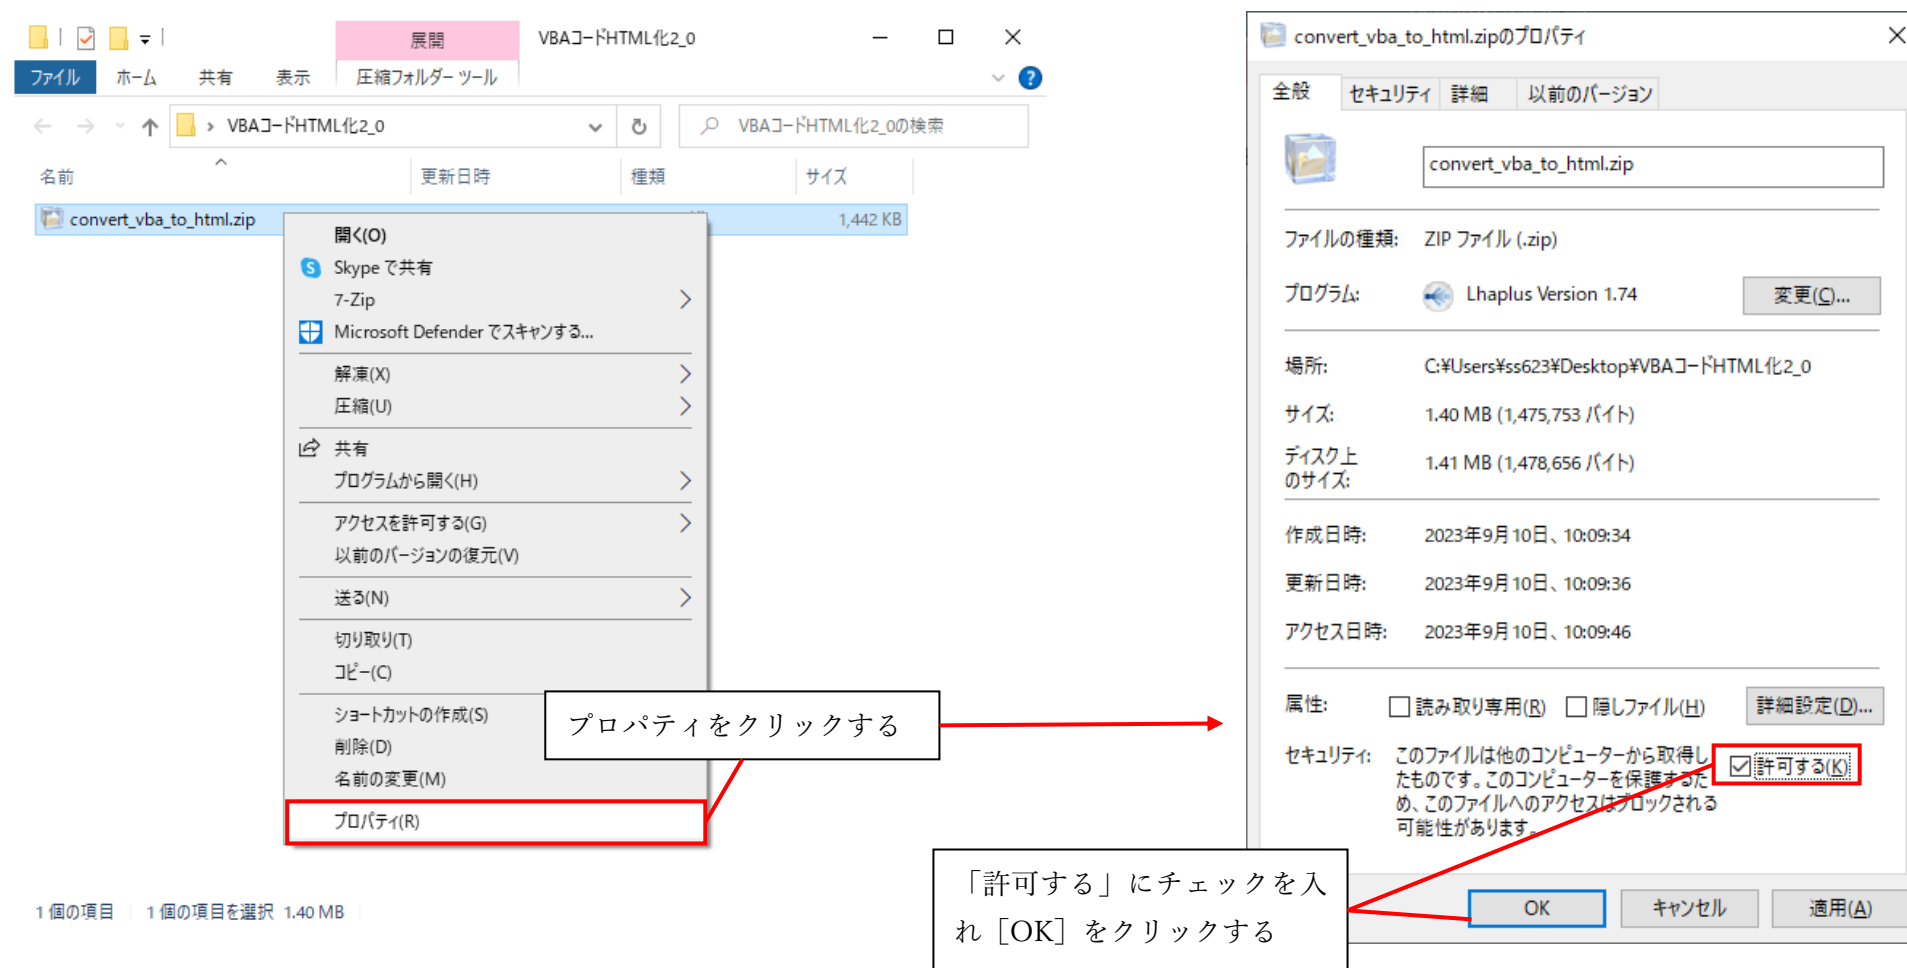 展開
VBAコードHTML化2_0
ファイル
ホーム
共有
表示
圧縮フォルダー ツール
VBAコードHTML化2_0
VBAコードHTML化2_0の検索
名前
更新日時
種類
サイズ
convert_vba_to_html.zip
1,442 KB
開く(O)
Skype で共有
7-Zip
Microsoft Defender でスキャンする...
解凍(X)
圧縮(U)
共有
プログラムから開く(H)
アクセスを許可する(G)
以前のバージョンの復元(V)
送る(N)
切り取り(T)
コピー(C)
ショートカットの作成(S)
削除(D)
名前の変更(M)
プロパティ(R)
プロパティをクリックする
1 個の項目
1 個の項目を選択 1.40 MB
convert_vba_to_html.zipのプロパティ
全般
セキュリティ
詳細
以前のバージョン
convert_vba_to_html.zip
ファイルの種類: ZIP ファイル (.zip)
プログラム: Lhaplus Version 1.74
変更(C)...
場所: C:¥Users¥ss623¥Desktop¥VBAコードHTML化2_0
サイズ: 1.40 MB (1,475,753 バイト)
ディスク上
のサイズ:
1.41 MB (1,478,656 バイト)
作成日時: 2023年9月10日、10:09:34
更新日時: 2023年9月10日、10:09:36
アクセス日時: 2023年9月10日、10:09:46
属性: 読み取り専用(R) 隠しファイル(H) 詳細設定(D)...
セキュリティ: このファイルは他のコンピューターから取得し
たものです。このコンピューターを保護するた
め、このファイルへのアクセスはブロックされる
可能性があります。
許可する(K)
「許可する」にチェックを入
れ［OK］をクリックする
OK
キャンセル
適用(A)